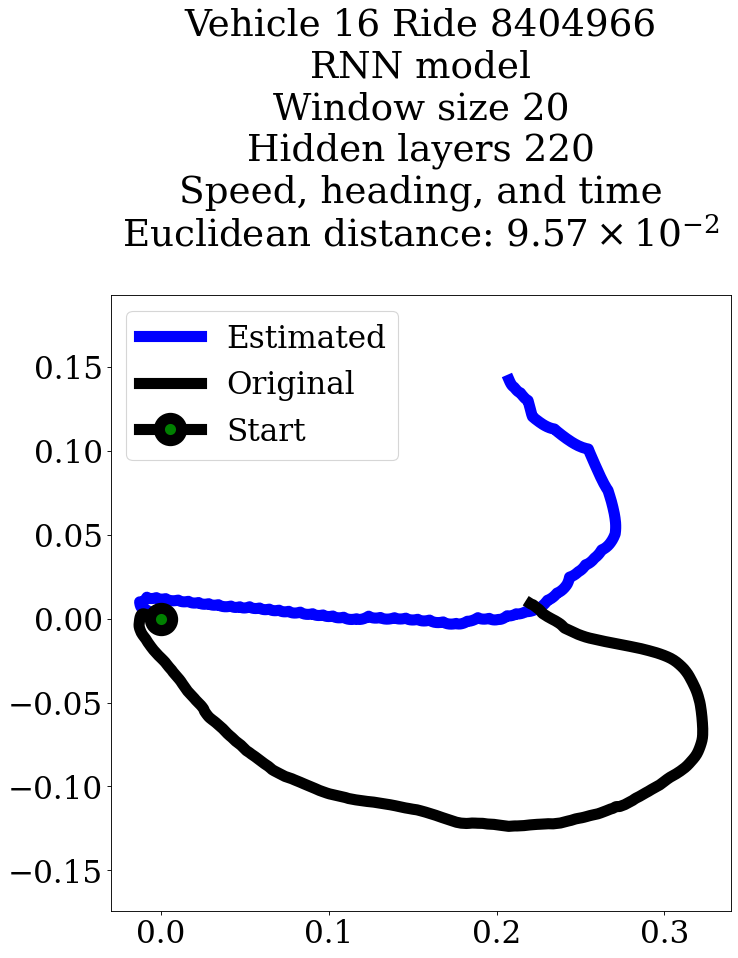 Vehicle 16 Ride 8404966
RNN model
Window size 20
Hidden layers 220
Speed, heading, and time
Euclidean distance: 9.57 × 10⁻²
Estimated
Original
Start
0.15
0.10
0.05
0.00
−0.05
−0.10
−0.15
0.0 0.1 0.2 0.3